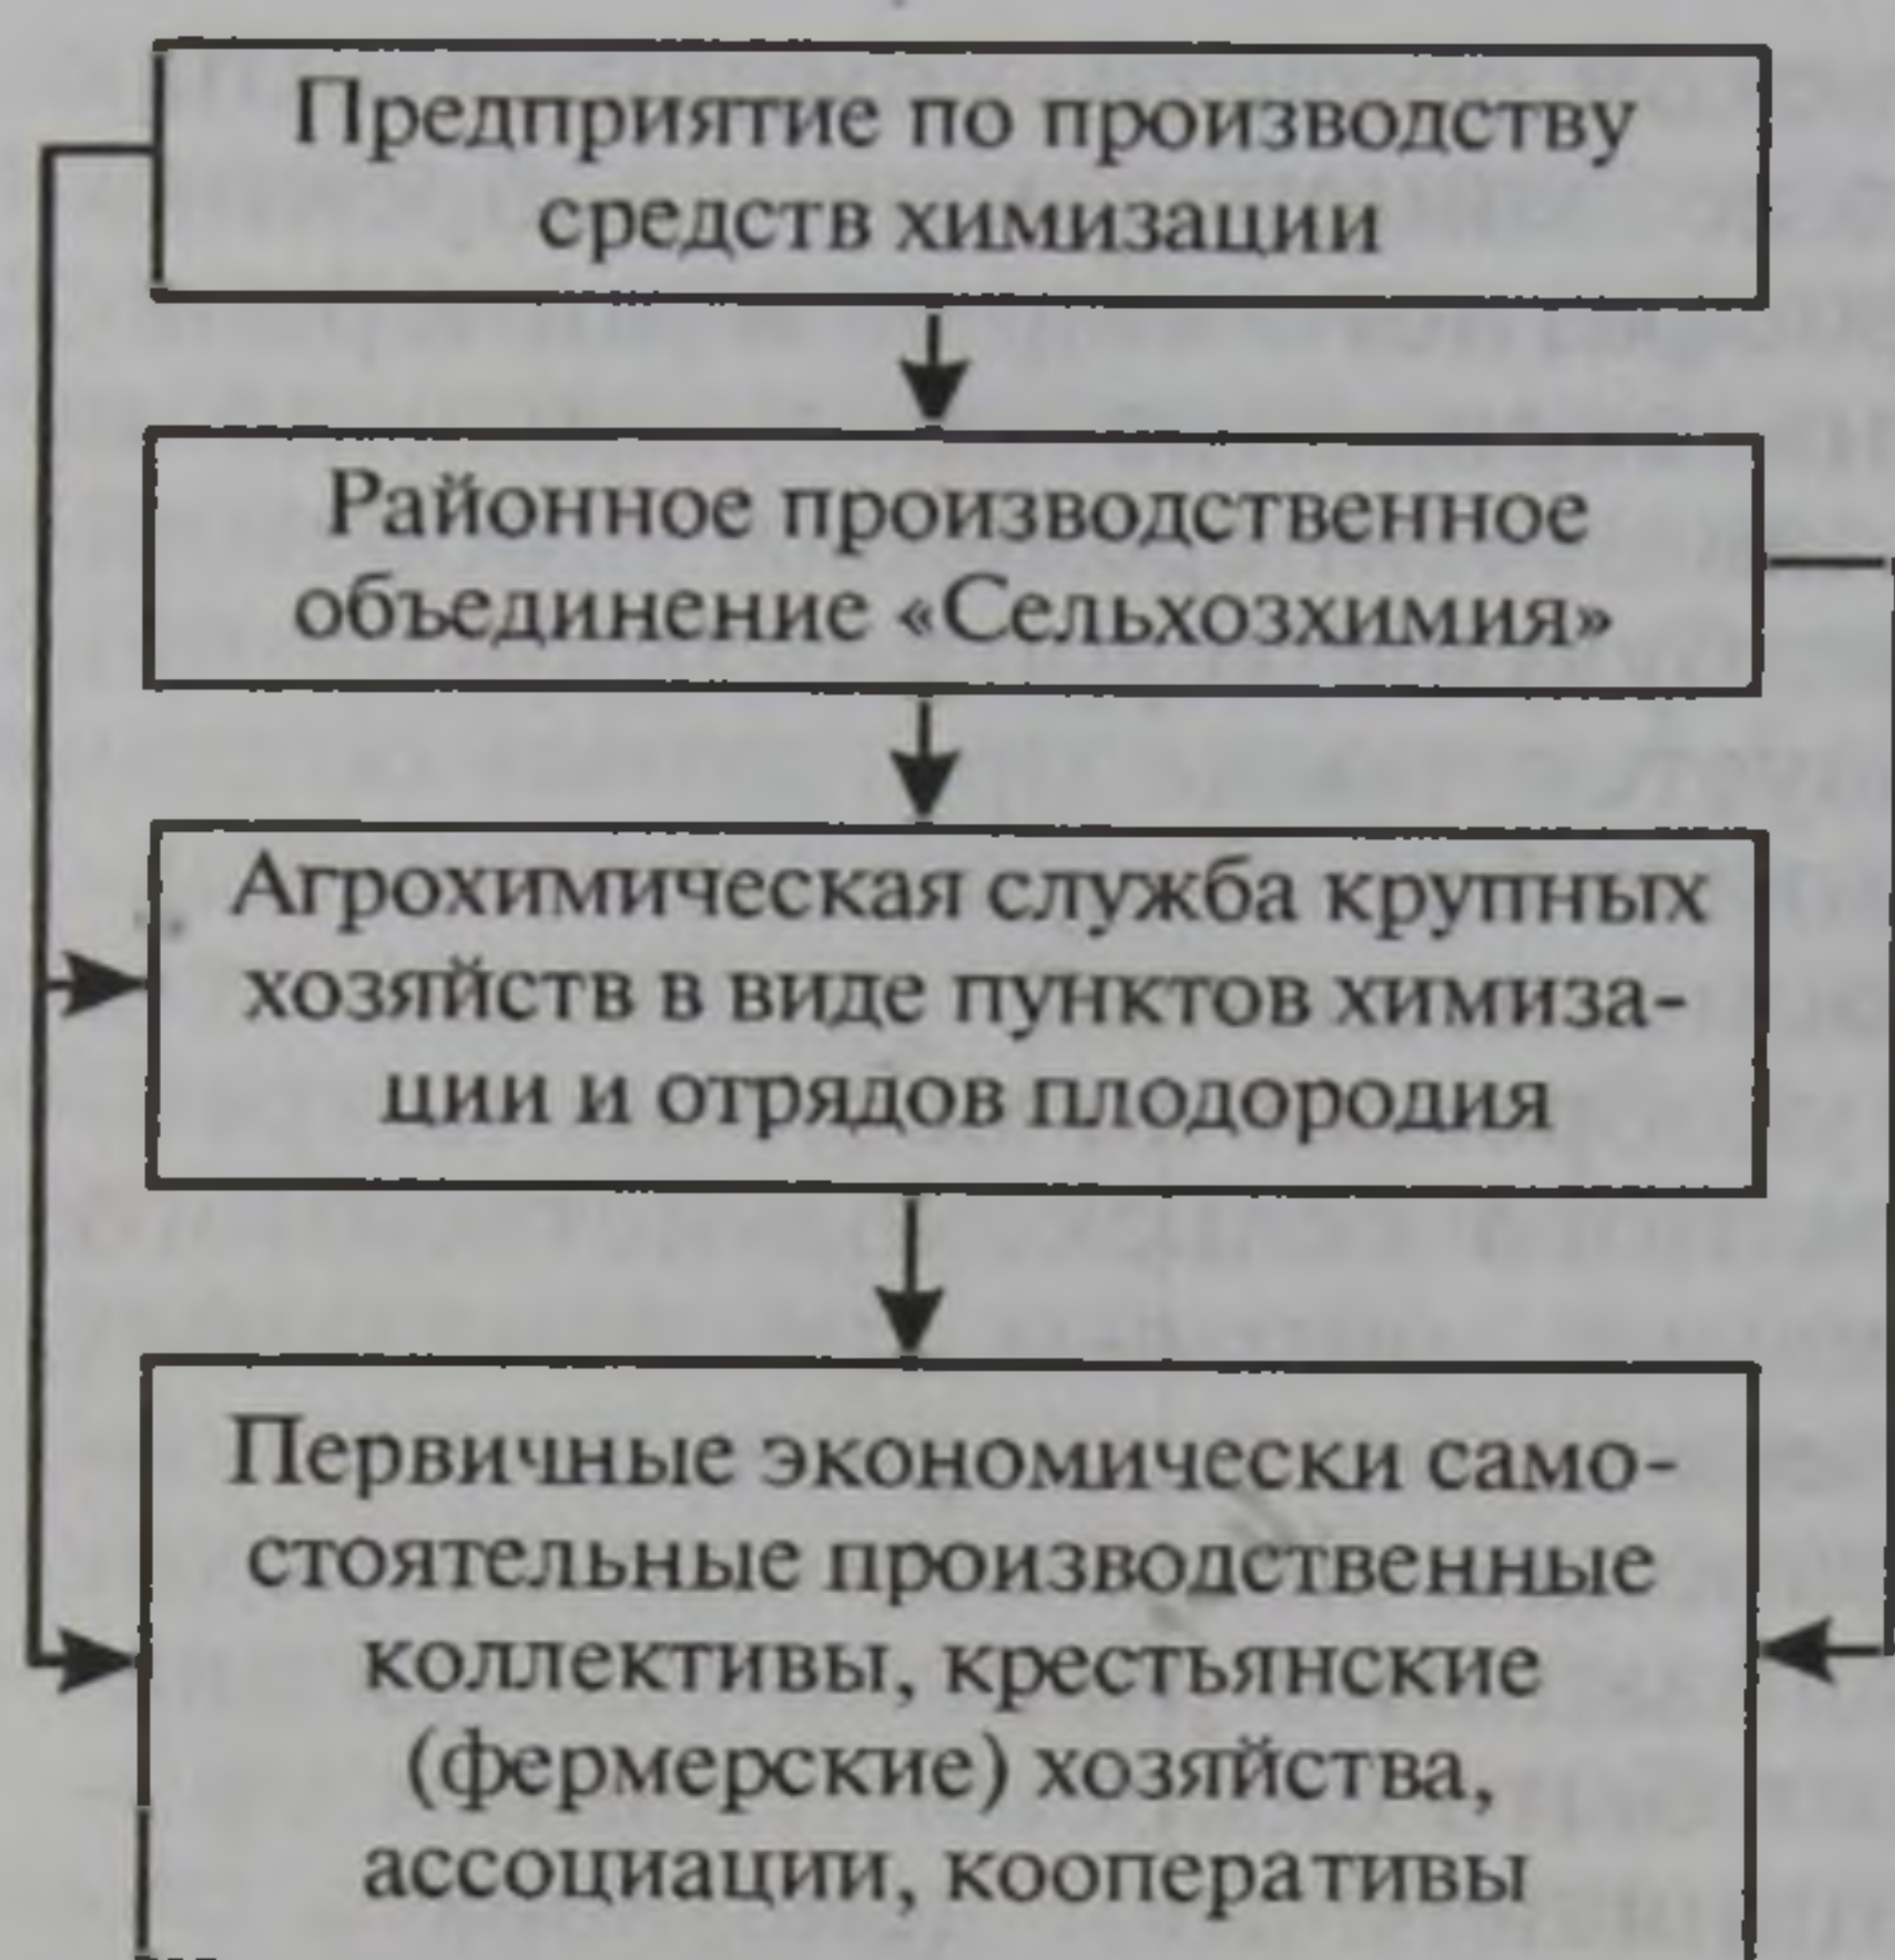 Предприятие по производству
средств химизации
Районное производственное
объединение «Сельхозхимия»
Агрохимическая служба крупных
хозяйств в виде пунктов химиза-
ции и отрядов плодородия
Первичные экономически само-
стоятельные производственные
коллективы, крестьянские
(фермерские) хозяйства,
ассоциации, кооперативы